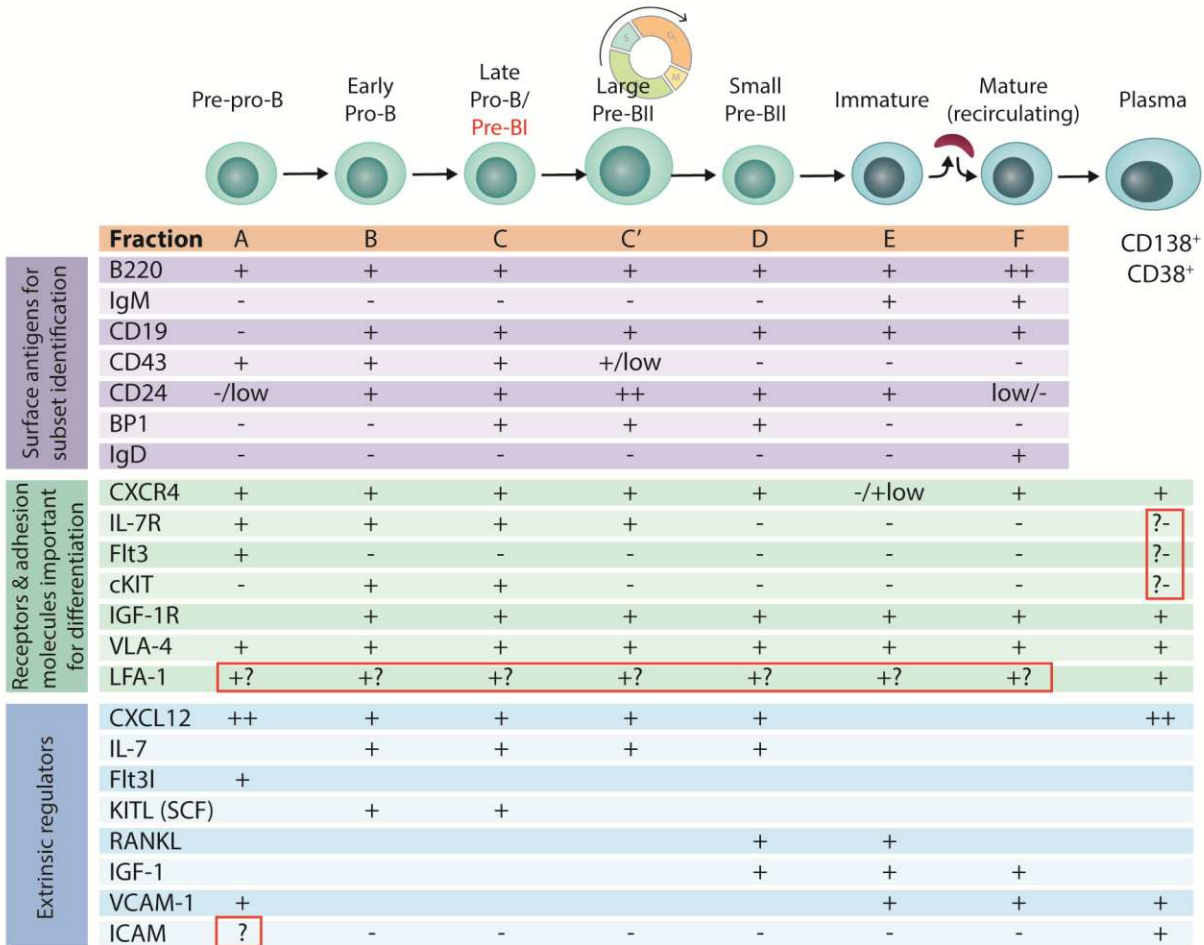 S G1 M
Pre-pro-B
Early
Pro-B
Late
Pro-B/
Pre-BI
Large
Pre-BII
Small
Pre-BII
Immature
Mature
(recirculating)
Plasma
Fraction A B C C’ D E F
CD138+
CD38+
Surface antigens for
subset identification
B220 + + + + + + ++
IgM - - - - - + +
CD19 - + + + + + +
CD43 + + + +/low - - -
CD24 -/low + + ++ + + low/-
BP1 - - + + + - -
IgD - - - - - - +
Receptors & adhesion
molecules important
for differentiation
CXCR4 + + + + + -/+low + +
IL-7R + + + + - - - ?-
Flt3 + - - - - - - ?-
cKIT - + + - - - - ?-
IGF-1R + + + + + + +
VLA-4 + + + + + + + +
LFA-1 +? +? +? +? +? +? +? +
Extrinsic regulators
CXCL12 ++ + + + + ++
IL-7 + + + +
Flt3l +
KITL (SCF) + +
RANKL + +
IGF-1 + + +
VCAM-1 + + + +
ICAM ? - - - - - - +